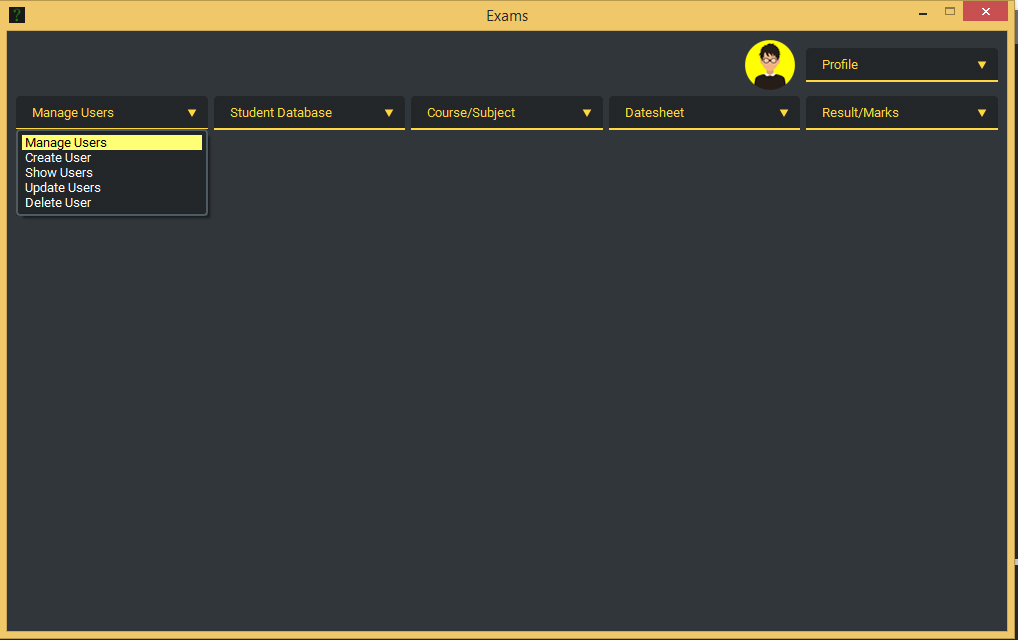 Exams
Profile
Manage Users
Student Database
Course/Subject
Datesheet
Result/Marks
Manage Users
Create User
Show Users
Update Users
Delete User